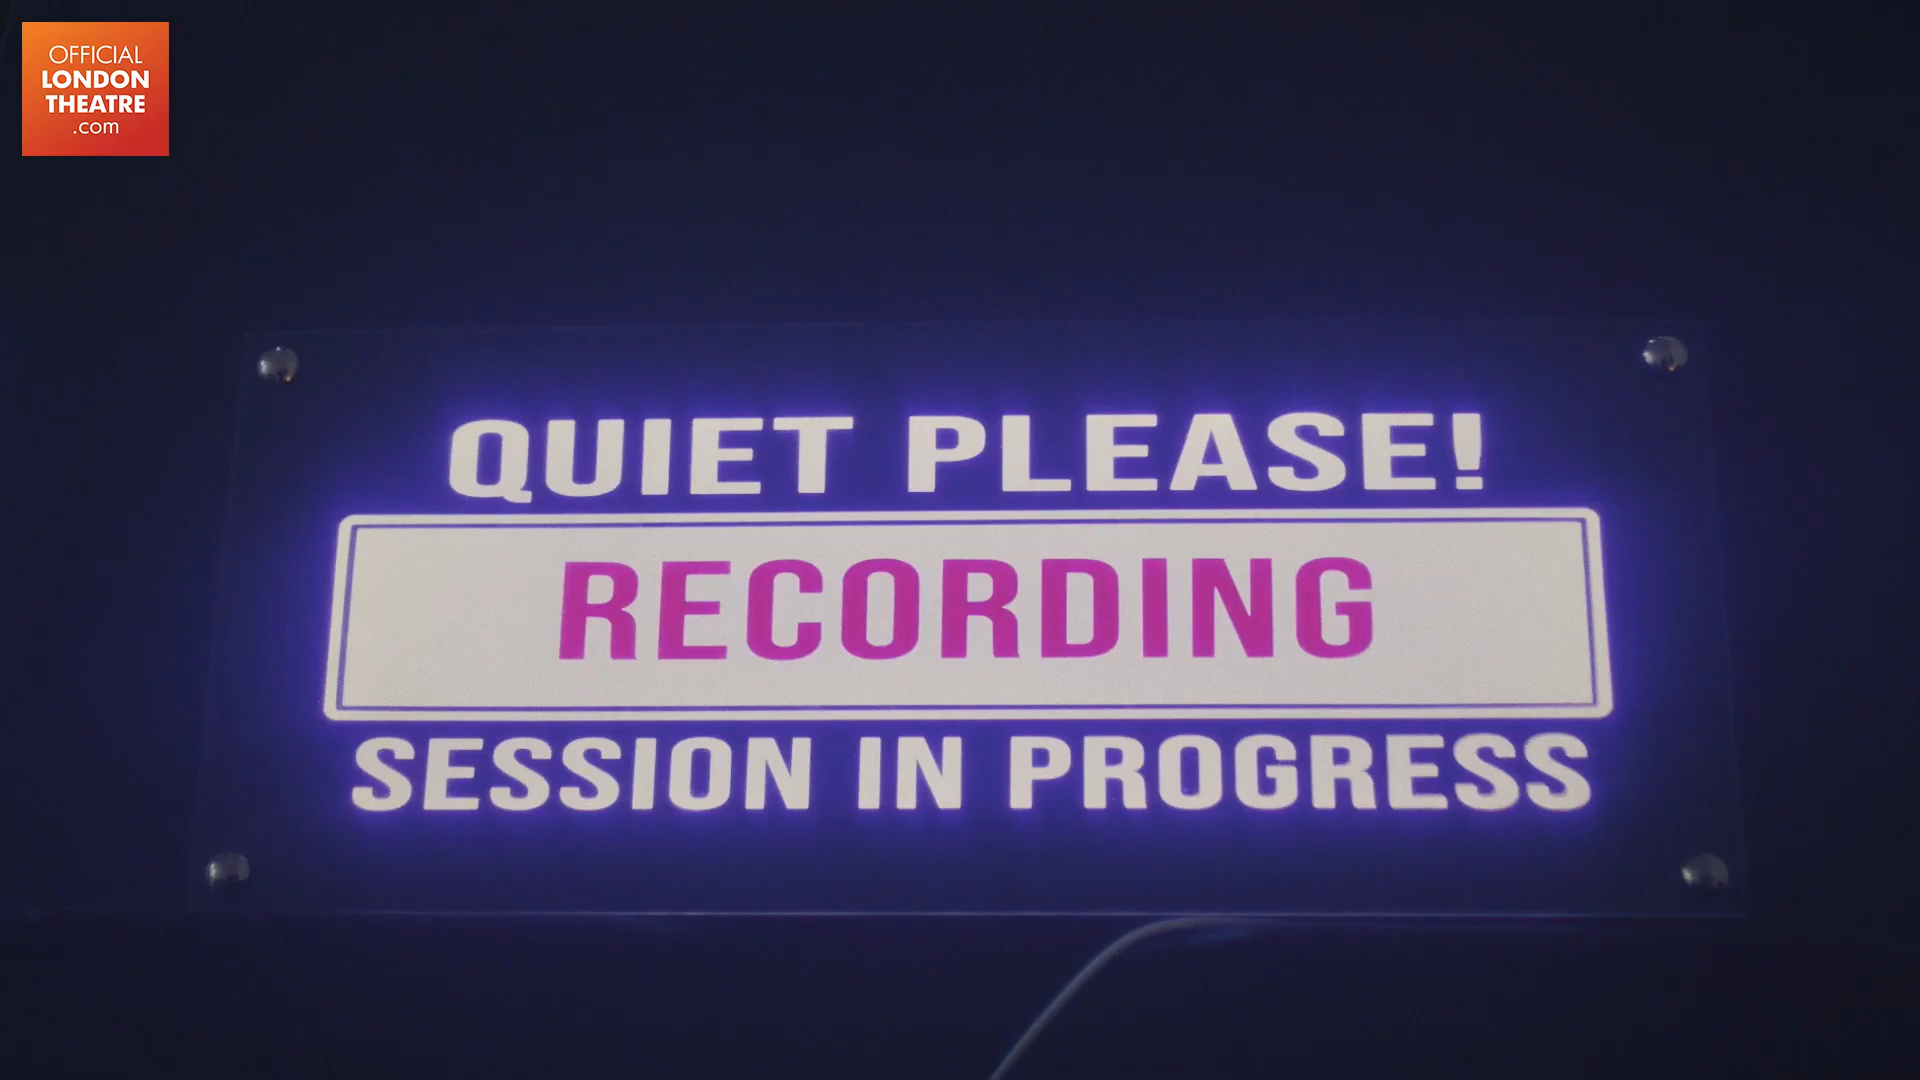 OFFICIAL
LONDON
THEATRE
.com
QUIET PLEASE!
RECORDING
SESSION IN PROGRESS